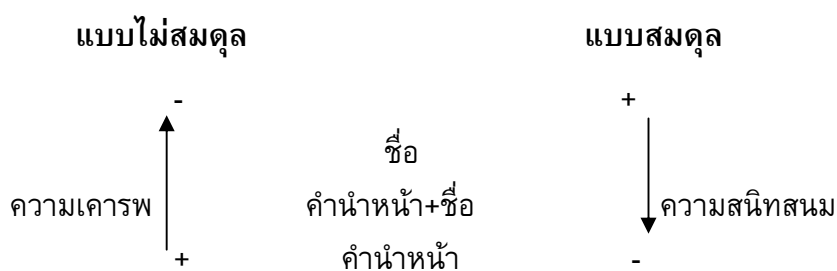 แบบไม่สมดุล แบบสมดุล
- +
ชื่อ
ความเคารพ คำนำหน้า+ชื่อ ความสนิทสนม
+ คำนำหน้า -